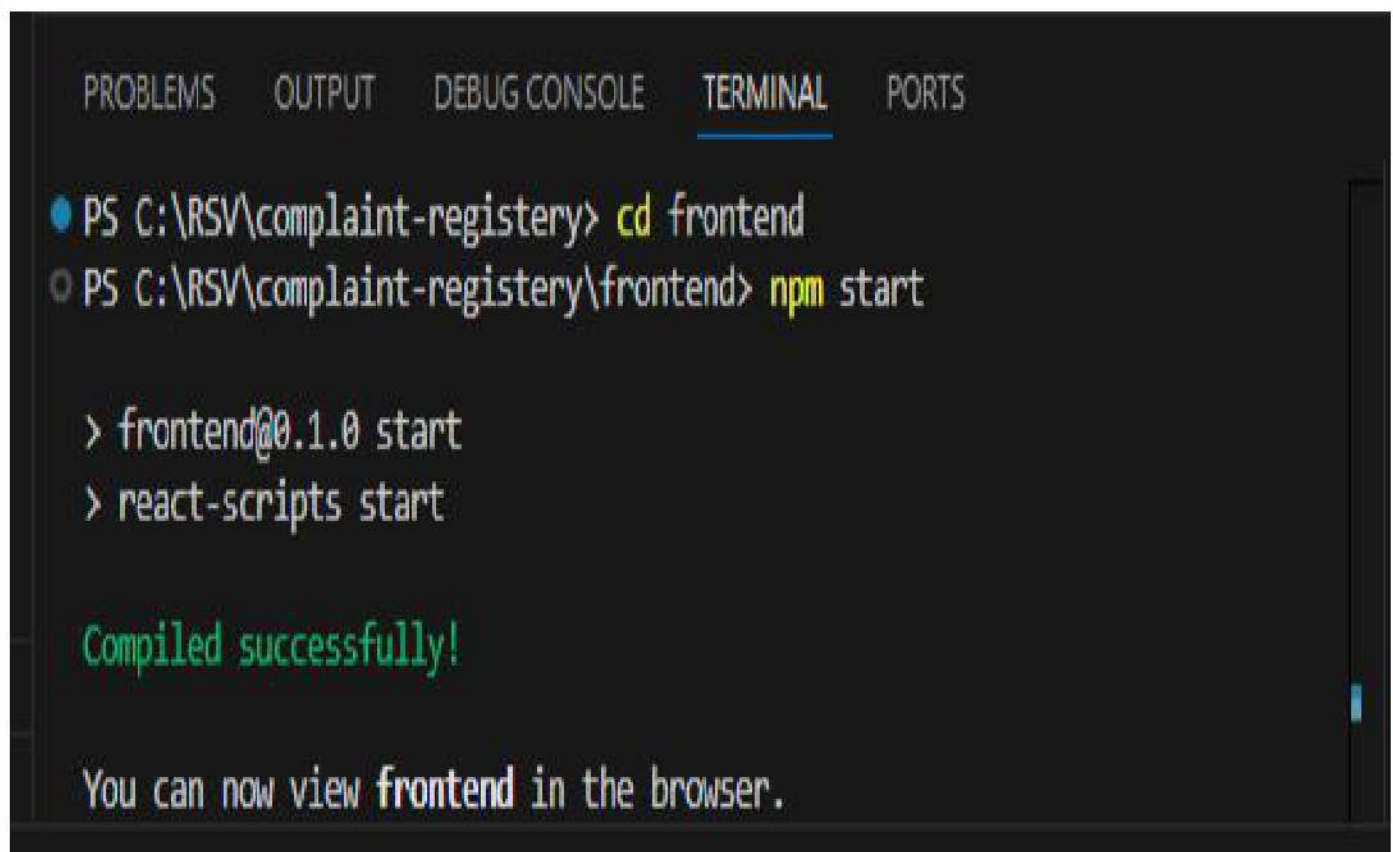 PROBLEMS OUTPUT DEBUG CONSOLE TERMINAL PORTS
PS C:\RSV\complaint-registery> cd frontend
PS C:\RSV\complaint-registery\frontend> npm start
> frontend@0.1.0 start
> react-scripts start
Compiled successfully!
You can now view frontend in the browser.